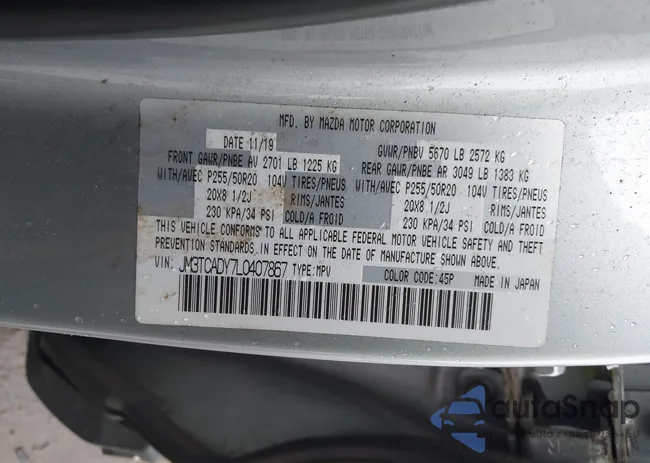 MFD. BY MAZDA MOTOR CORPORATION
DATE 11/19
GVWR/PNBV 5670 LB 2572 KG
FRONT GAWR/PNBE AV 2701 LB 1225 KG
REAR GAWR/PNBE AR 3049 LB 1383 KG
WITH/AVEC P255/50R20 104V TIRES/PNEUS
WITH/AVEC P255/50R20 104V TIRES/PNEUS
20X8 1/2J RIMS/JANTES
20X8 1/2J RIMS/JANTES
230 KPA/34 PSI COLD/A FROID
230 KPA/34 PSI COLD/A FROID
THIS VEHICLE CONFORMS TO ALL APPLICABLE FEDERAL MOTOR VEHICLE SAFETY AND THEFT
PREVENTION STANDARDS IN EFFECT ON THE DATE OF MANUFACTURE SHOWN ABOVE.
VIN: JM3TCADY7L0407867 TYPE: MPV
COLOR CODE: 45P MADE IN JAPAN
autoSnap